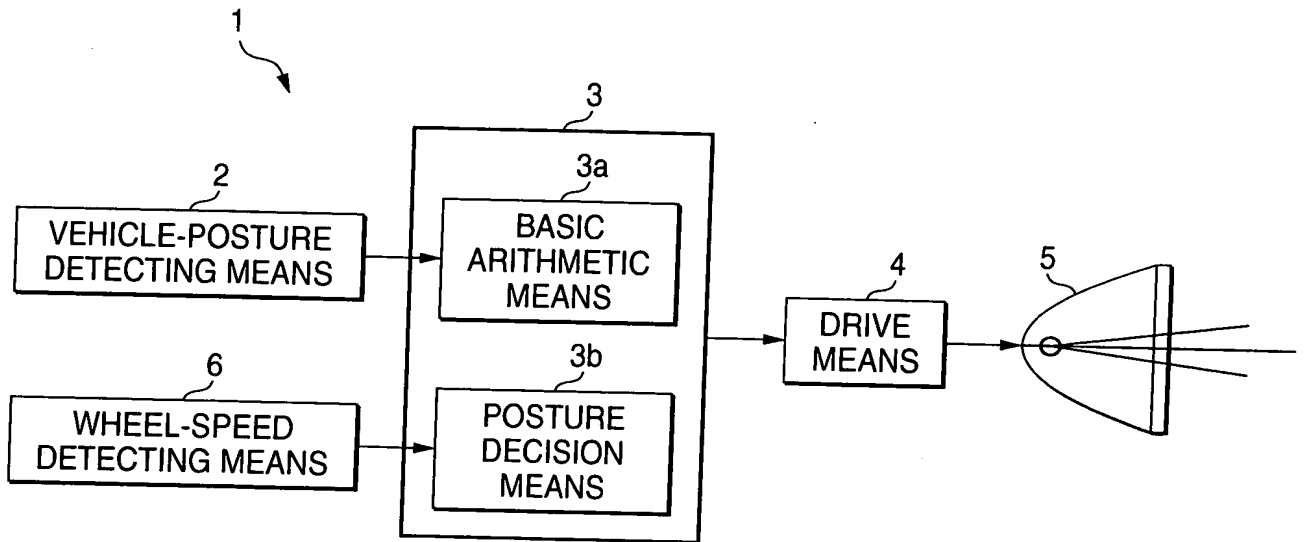 1
3
2
3a
VEHICLE-POSTURE
DETECTING MEANS
BASIC
ARITHMETIC
MEANS
4
5
DRIVE
MEANS
6
3b
WHEEL-SPEED
DETECTING MEANS
POSTURE
DECISION
MEANS